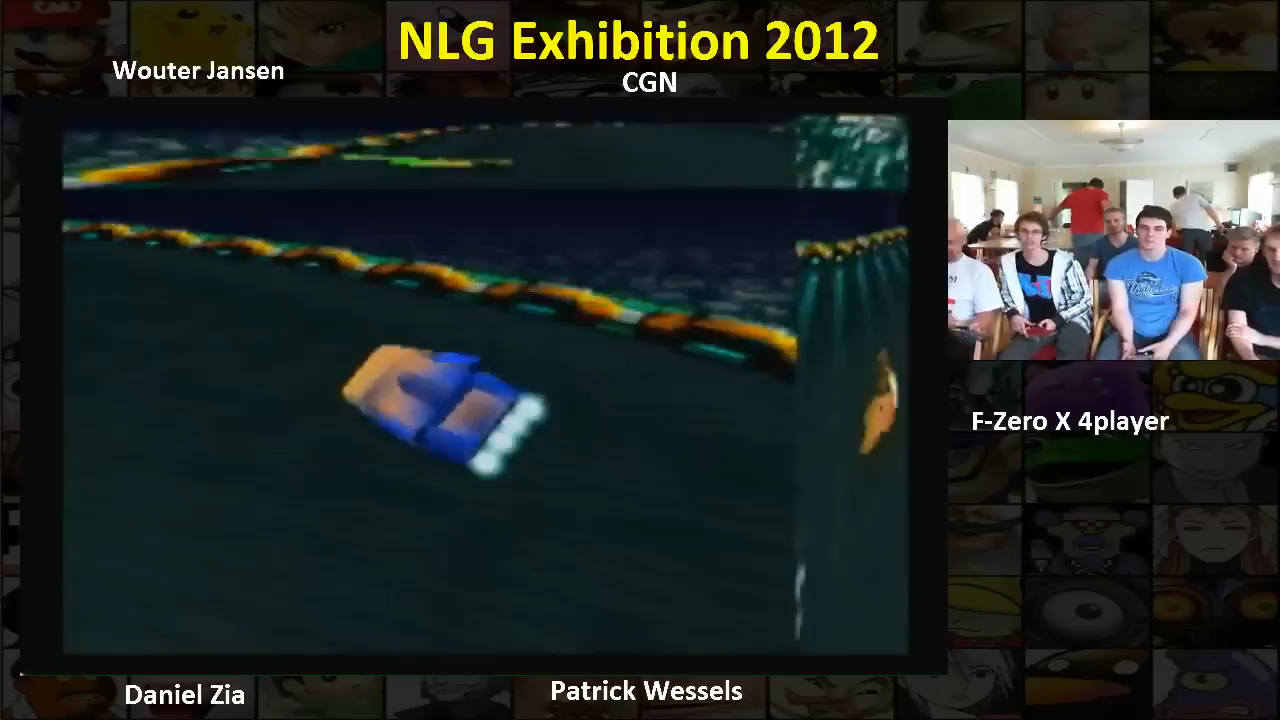 NLG Exhibition 2012
Wouter Jansen
CGN
F-Zero X 4player
Daniel Zia
Patrick Wessels